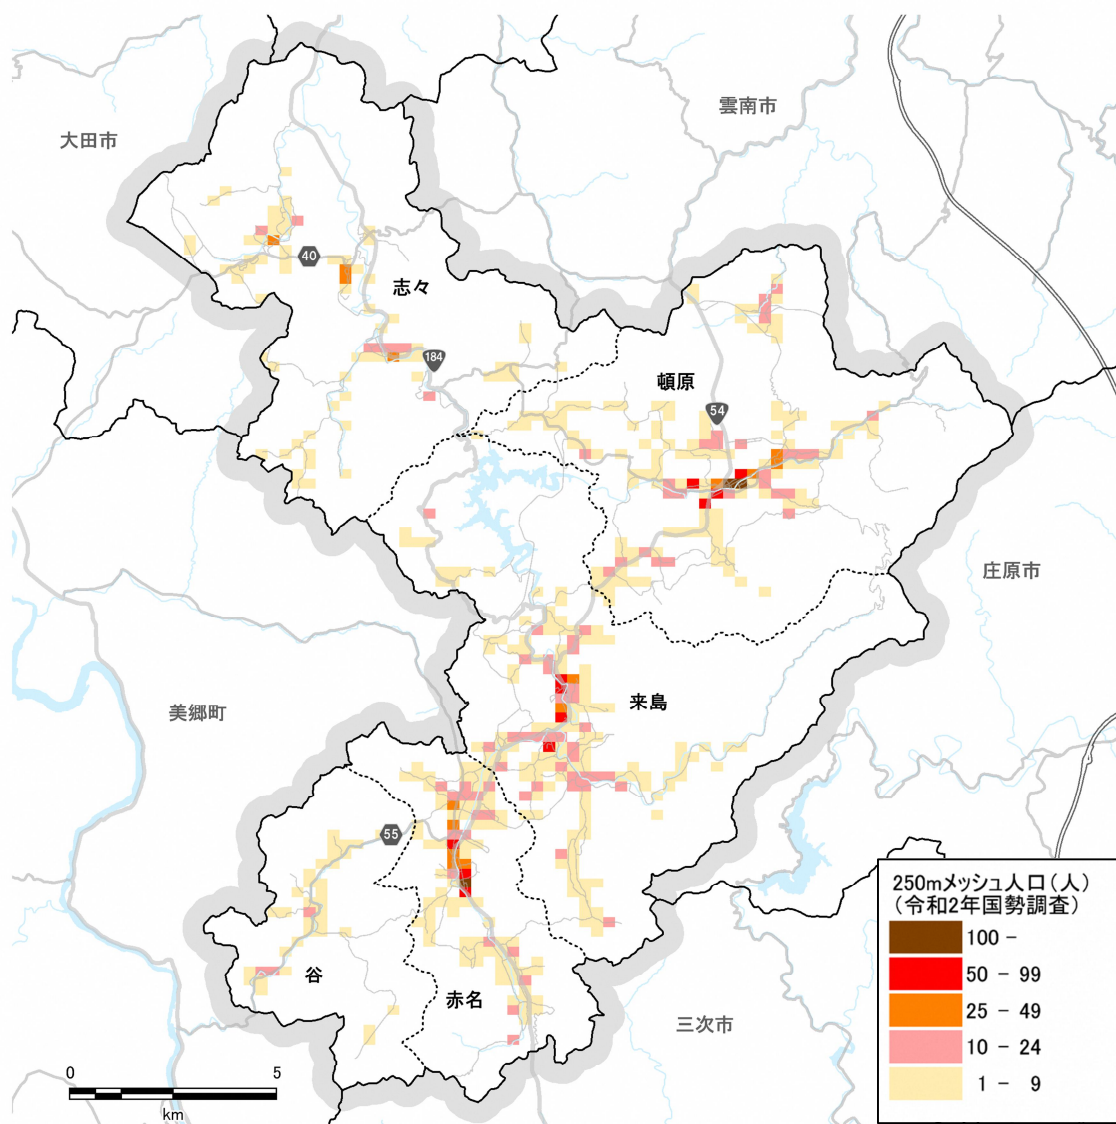 雲南市
大田市
40
志々
184
頓原
54
庄原市
来島
美郷町
55
谷
赤名
三次市
0 5
km
250mメッシュ人口(人)
(令和2年国勢調査)
100 -
50 - 99
25 - 49
10 - 24
1 - 9